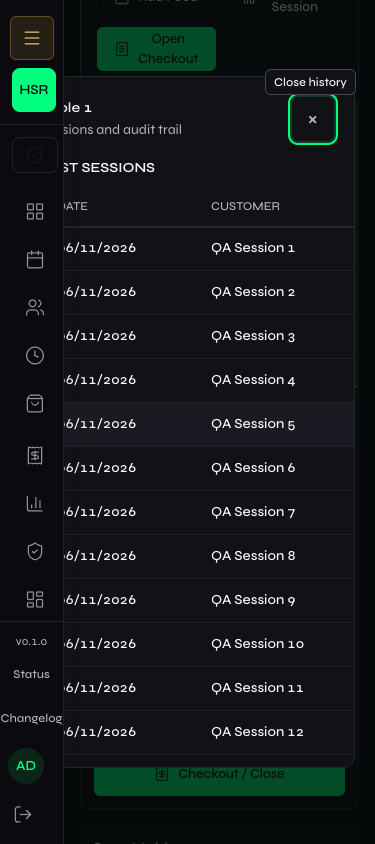 Session
Open
Checkout
Close history
HSR
ble 1
×
sions and audit trail
ST SESSIONS
DATE CUSTOMER
06/11/2026 QA Session 1
06/11/2026 QA Session 2
06/11/2026 QA Session 3
06/11/2026 QA Session 4
06/11/2026 QA Session 5
06/11/2026 QA Session 6
06/11/2026 QA Session 7
06/11/2026 QA Session 8
06/11/2026 QA Session 9
06/11/2026 QA Session 10
06/11/2026 QA Session 11
06/11/2026 QA Session 12
v0.1.0
Status
Changelog
AD
Checkout / Close